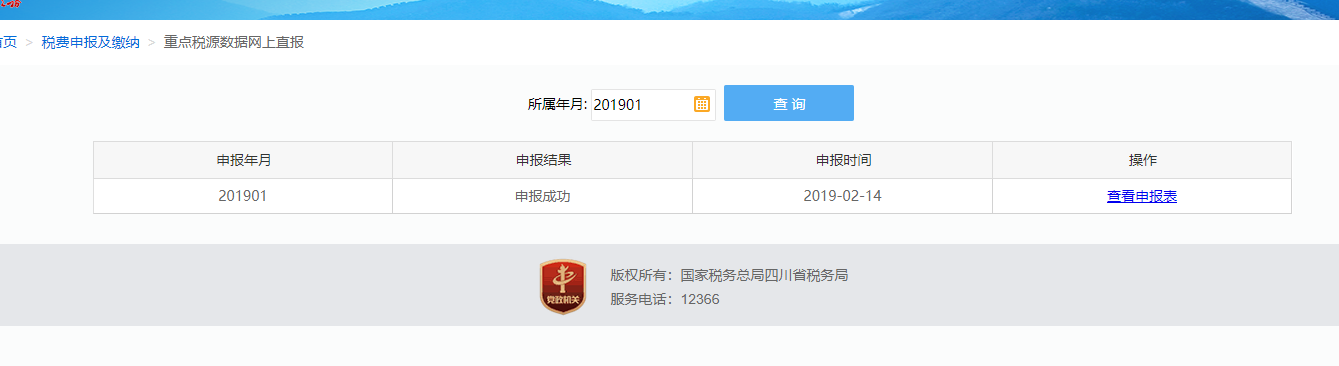 页 > 税费申报及缴纳 > 重点税源数据网上直报
所属年月: 201901 查 询
申报年月 申报结果 申报时间 操作
201901 申报成功 2019-02-14 查看申报表
党政机关
版权所有：国家税务总局四川省税务局
服务电话：12366